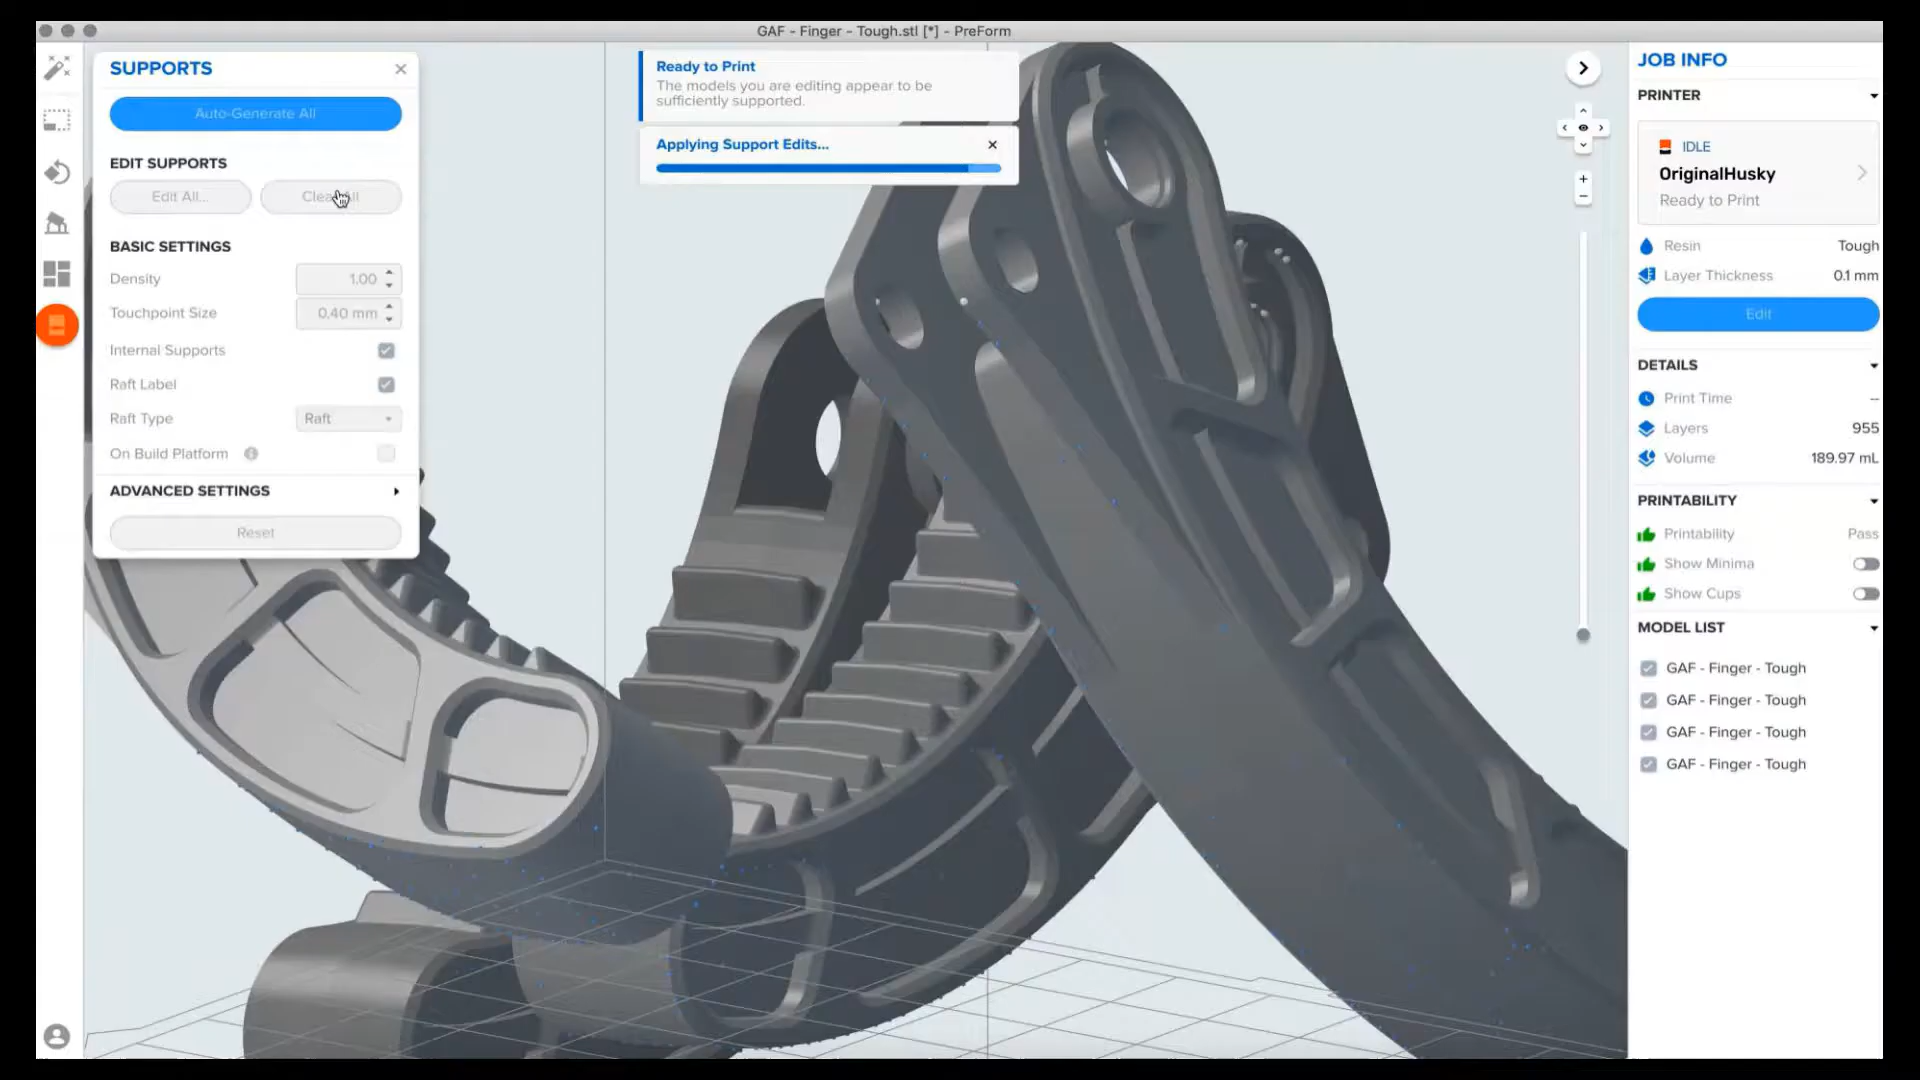 GAF - Finger - Tough.stl [*] - PreForm
SUPPORTS
Auto-Generate All
EDIT SUPPORTS
Edit All...
Clear All
BASIC SETTINGS
Density 1.00
Touchpoint Size 0.40 mm
Internal Supports
Raft Label
Raft Type Raft
On Build Platform
ADVANCED SETTINGS
Reset
Ready to Print
The models you are editing appear to be
sufficiently supported.
Applying Support Edits...
JOB INFO
PRINTER
IDLE
OriginalHusky
Ready to Print
Resin Tough
Layer Thickness 0.1 mm
Edit
DETAILS
Print Time --
Layers 955
Volume 189.97 mL
PRINTABILITY
Printability Pass
Show Minima
Show Cups
MODEL LIST
GAF - Finger - Tough
GAF - Finger - Tough
GAF - Finger - Tough
GAF - Finger - Tough